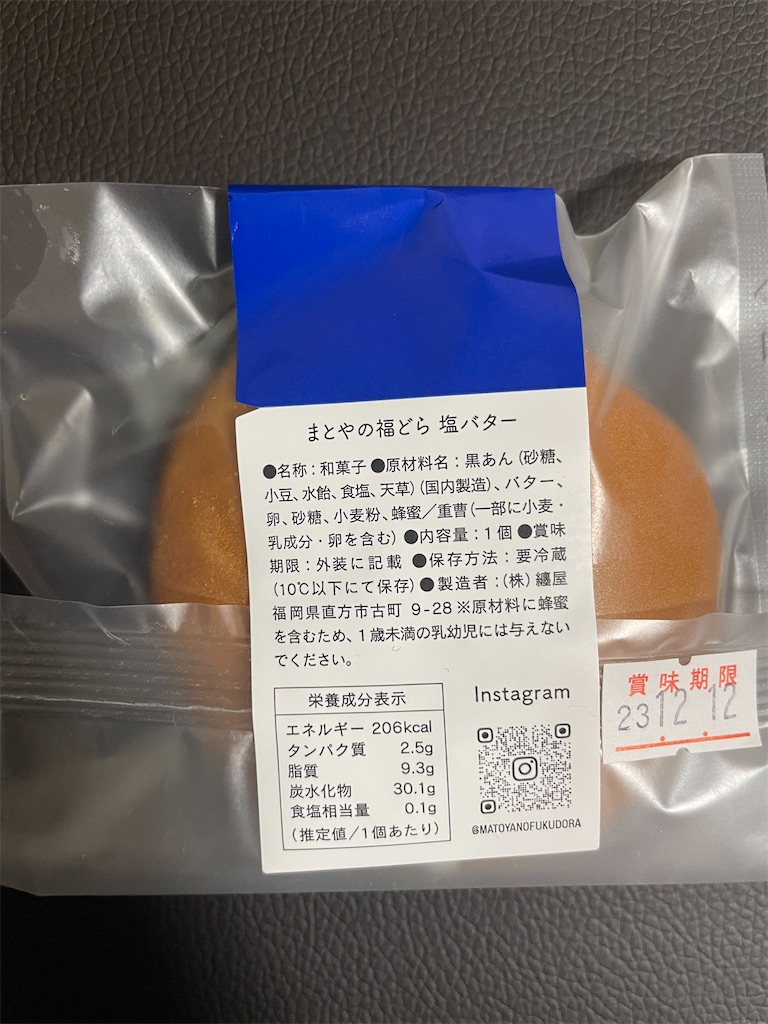 まとやの福どら 塩バター
●名称：和菓子 ●原材料名：黒あん（砂糖、
小豆、水飴、食塩、天草）（国内製造）、バター、
卵、砂糖、小麦粉、蜂蜜／重曹（一部に小麦・
乳成分・卵を含む）●内容量：1個 ●賞味
期限：外装に記載 ●保存方法：要冷蔵
（10℃以下にて保存）●製造者：（株）纏屋
福岡県直方市古町 9-28 ※原材料に蜂蜜
を含むため、1歳未満の乳幼児には与えない
でください。
栄養成分表示
エネルギー 206kcal
タンパク質 2.5g
脂質 9.3g
炭水化物 30.1g
食塩相当量 0.1g
（推定値/1個あたり）
Instagram
@MATOYANOFUKUDORA
賞味期限
23.12.12